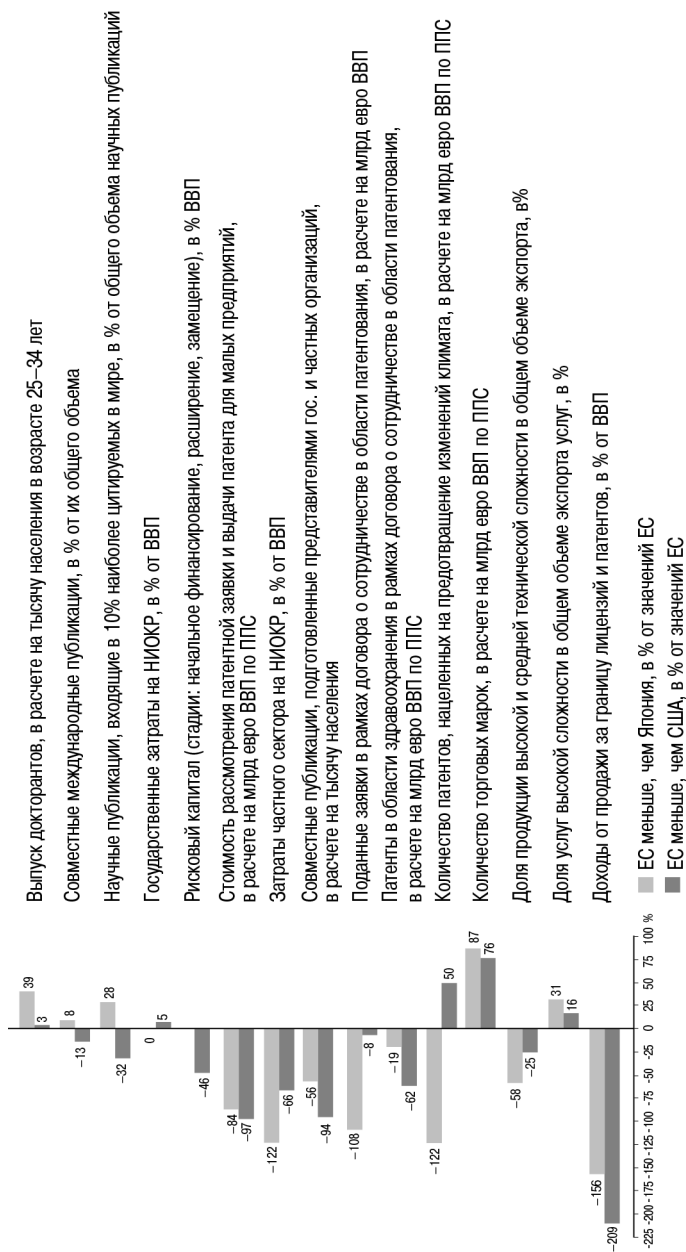 Выпуск докторантов, в расчете на тысячу населения в возрасте 25–34 лет
39
3
Совместные международные публикации, в % от их общего объема
8
–13
Научные публикации, входящие в 10% наиболее цитируемых в мире, в % от общего объема научных публикаций
28
–32
Государственные затраты на НИОКР, в % от ВВП
0
5
Рисковый капитал (стадии: начальное финансирование, расширение, замещение), в % ВВП
–46
Стоимость рассмотрения патентной заявки и выдачи патента для малых предприятий,
в расчете на млрд евро ВВП по ППС
–84
–97
Затраты частного сектора на НИОКР, в % от ВВП
–122
–66
Совместные публикации, подготовленные представителями гос. и частных организаций,
в расчете на тысячу населения
–56
–94
Поданные заявки в рамках договора о сотрудничестве в области патентования, в расчете на млрд евро ВВП
–108
–8
Патенты в области здравоохранения в рамках договора о сотрудничестве в области патентования,
в расчете на млрд евро ВВП по ППС
–19
–62
Количество патентов, нацеленных на предотвращение изменений климата, в расчете на млрд евро ВВП по ППС
–122
50
Количество торговых марок, в расчете на млрд евро ВВП по ППС
87
76
Доля продукции высокой и средней технической сложности в общем объеме экспорта, в%
–58
–25
Доля услуг высокой сложности в общем объеме экспорта услуг, в %
31
16
Доходы от продажи за границу лицензий и патентов, в % от ВВП
–156
–209
-225 -200 -175 -150 -125 -100 -75 -50 -25 0 25 50 75 100 %
ЕС меньше, чем Япония, в % от значений ЕС
ЕС меньше, чем США, в % от значений ЕС